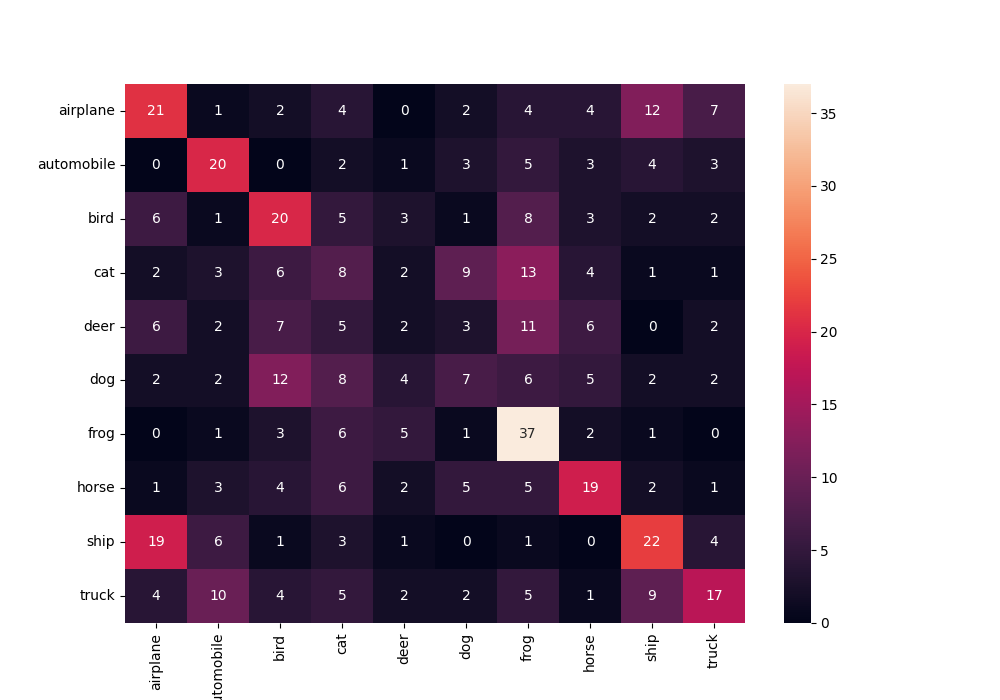 airplane 21 1 2 4 0 2 4 4 12 7
automobile 0 20 0 2 1 3 5 3 4 3
bird 6 1 20 5 3 1 8 3 2 2
cat 2 3 6 8 2 9 13 4 1 1
deer 6 2 7 5 2 3 11 6 0 2
dog 2 2 12 8 4 7 6 5 2 2
frog 0 1 3 6 5 1 37 2 1 0
horse 1 3 4 6 2 5 5 19 2 1
ship 19 6 1 3 1 0 1 0 22 4
truck 4 10 4 5 2 2 5 1 9 17
airplane utomobile bird cat deer dog frog horse ship truck
35
30
25
20
15
10
5
0